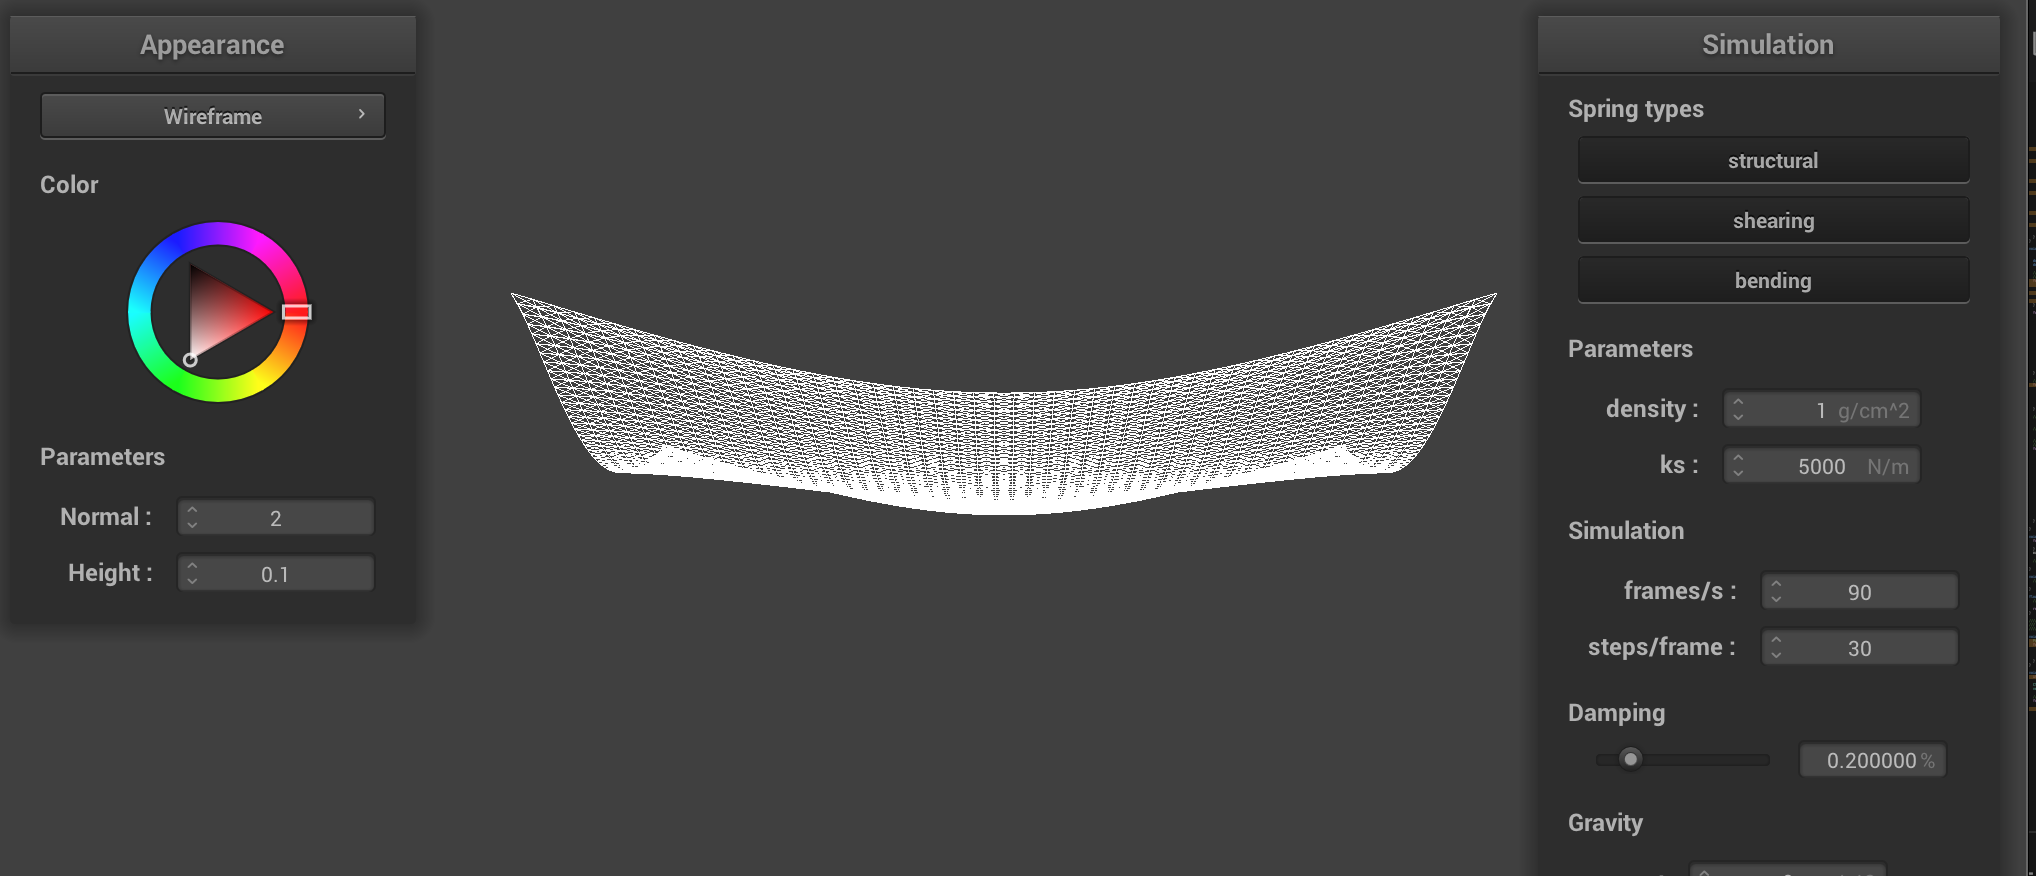 Appearance
Wireframe
Color
Parameters
Normal : 2
Height : 0.1
Simulation
Spring types
structural
shearing
bending
Parameters
density : 1 g/cm^2
ks : 5000 N/m
Simulation
frames/s : 90
steps/frame : 30
Damping
0.200000 %
Gravity